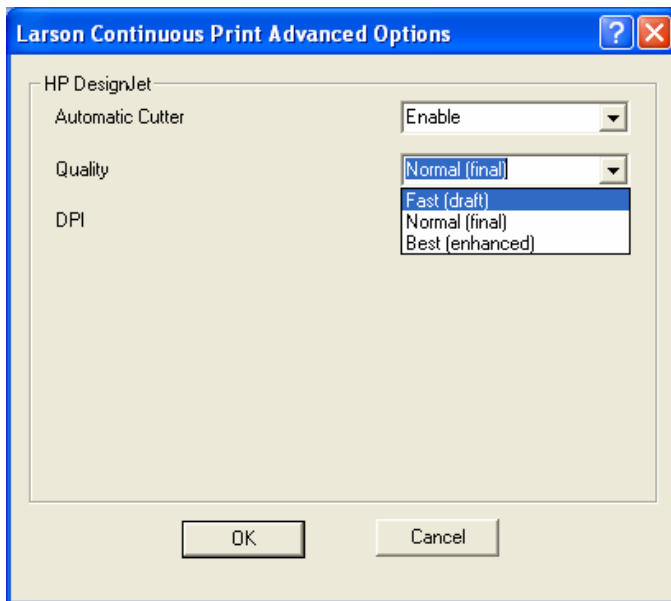 Larson Continuous Print Advanced Options
HP DesignJet
Automatic Cutter
Enable
Quality
Normal (final)
Fast (draft)
Normal (final)
Best (enhanced)
DPI
OK
Cancel